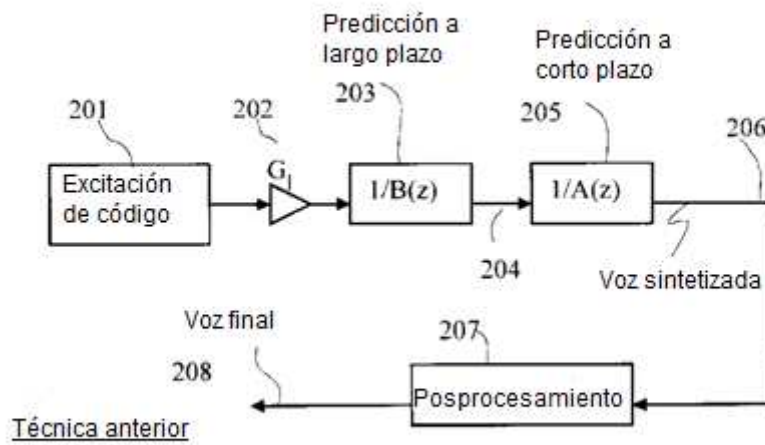 Predicción a
largo plazo
203
Predicción a
corto plazo
205
206
201
202
Excitación
de código
G
1/B(z)
1/A(z)
204
Voz sintetizada
Voz final
207
208
Posprocesamiento
Técnica anterior